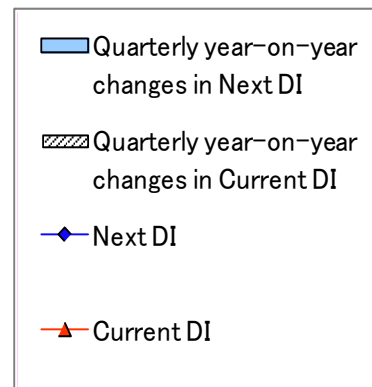 Quarterly year-on-year
changes in Next DI
Quarterly year-on-year
changes in Current DI
Next DI
Current DI